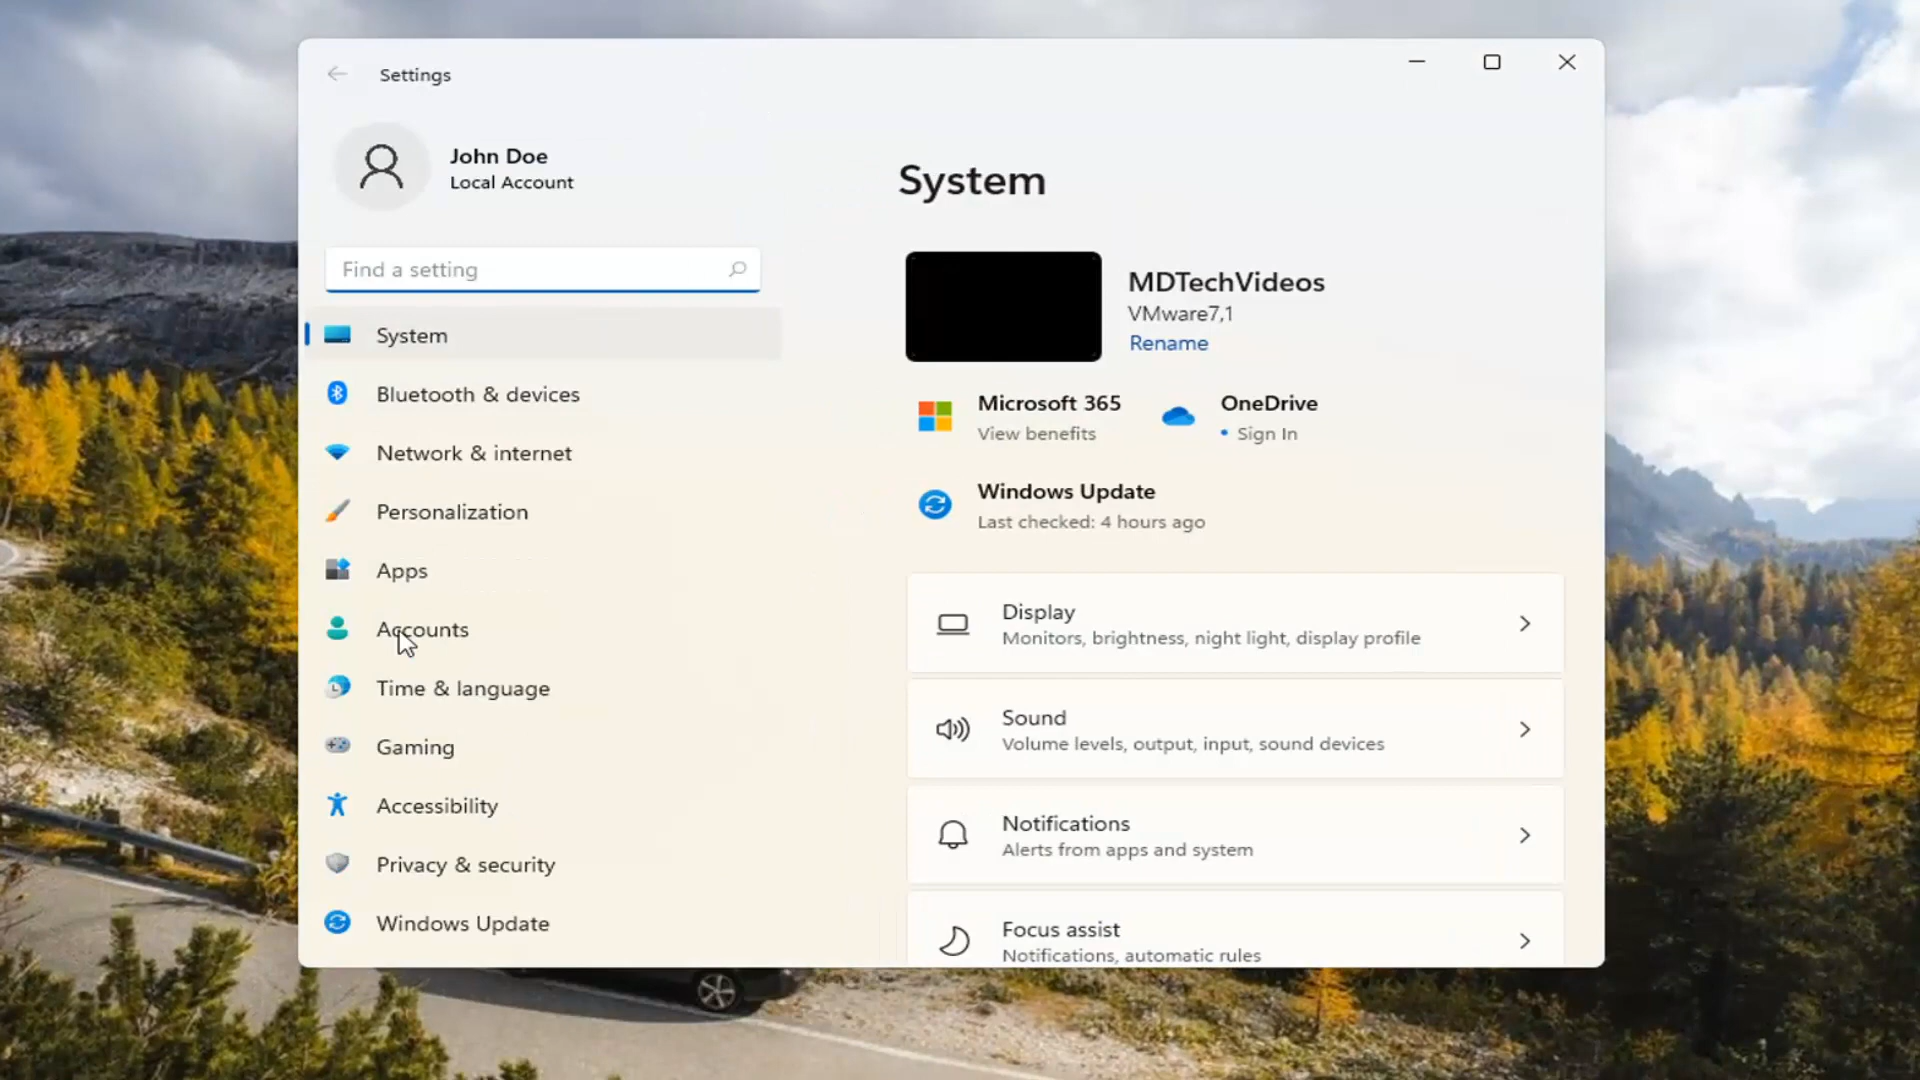 Settings
John Doe
Local Account
Find a setting
System
Bluetooth & devices
Network & internet
Personalization
Apps
Accounts
Time & language
Gaming
Accessibility
Privacy & security
Windows Update
System
MDTechVideos
VMware7,1
Rename
Microsoft 365
View benefits
OneDrive
• Sign In
Windows Update
Last checked: 4 hours ago
Display
Monitors, brightness, night light, display profile
Sound
Volume levels, output, input, sound devices
Notifications
Alerts from apps and system
Focus assist
Notifications, automatic rules